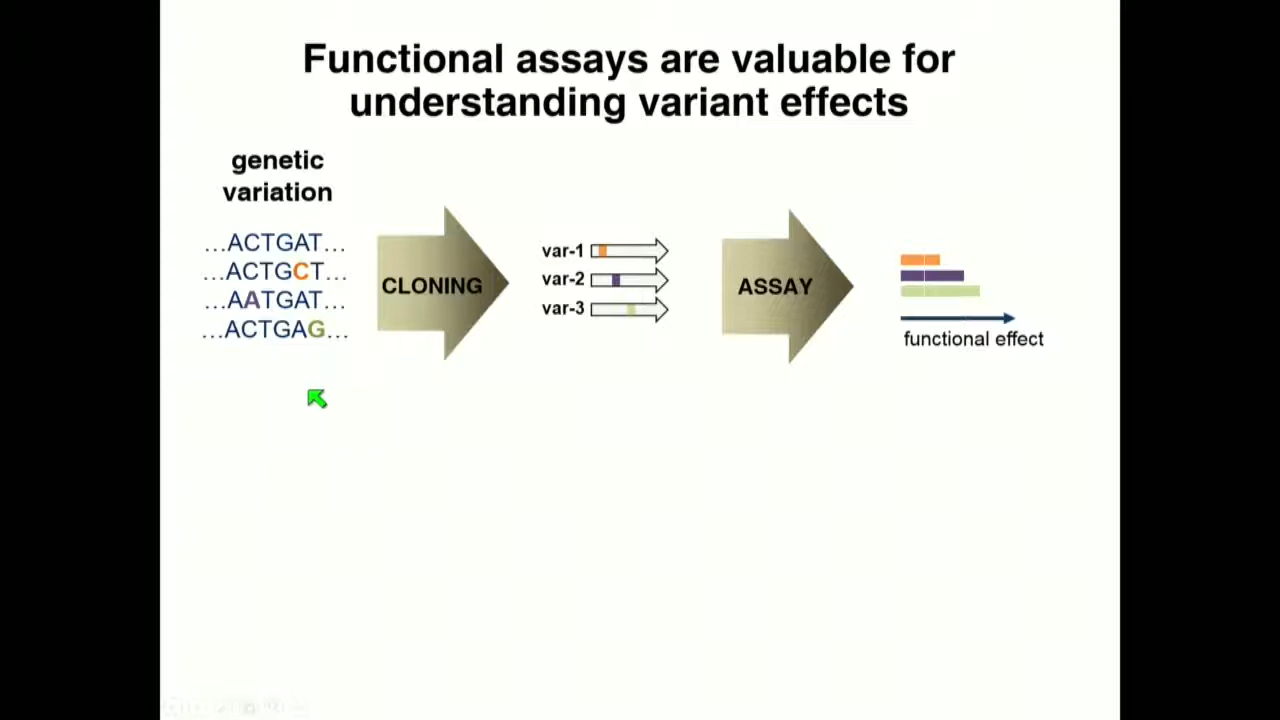 Functional assays are valuable for
understanding variant effects
genetic
variation
…ACTGAT…
…ACTGCT…
…AATGAT…
…ACTGAG…
CLONING
var-1
var-2
var-3
ASSAY
functional effect